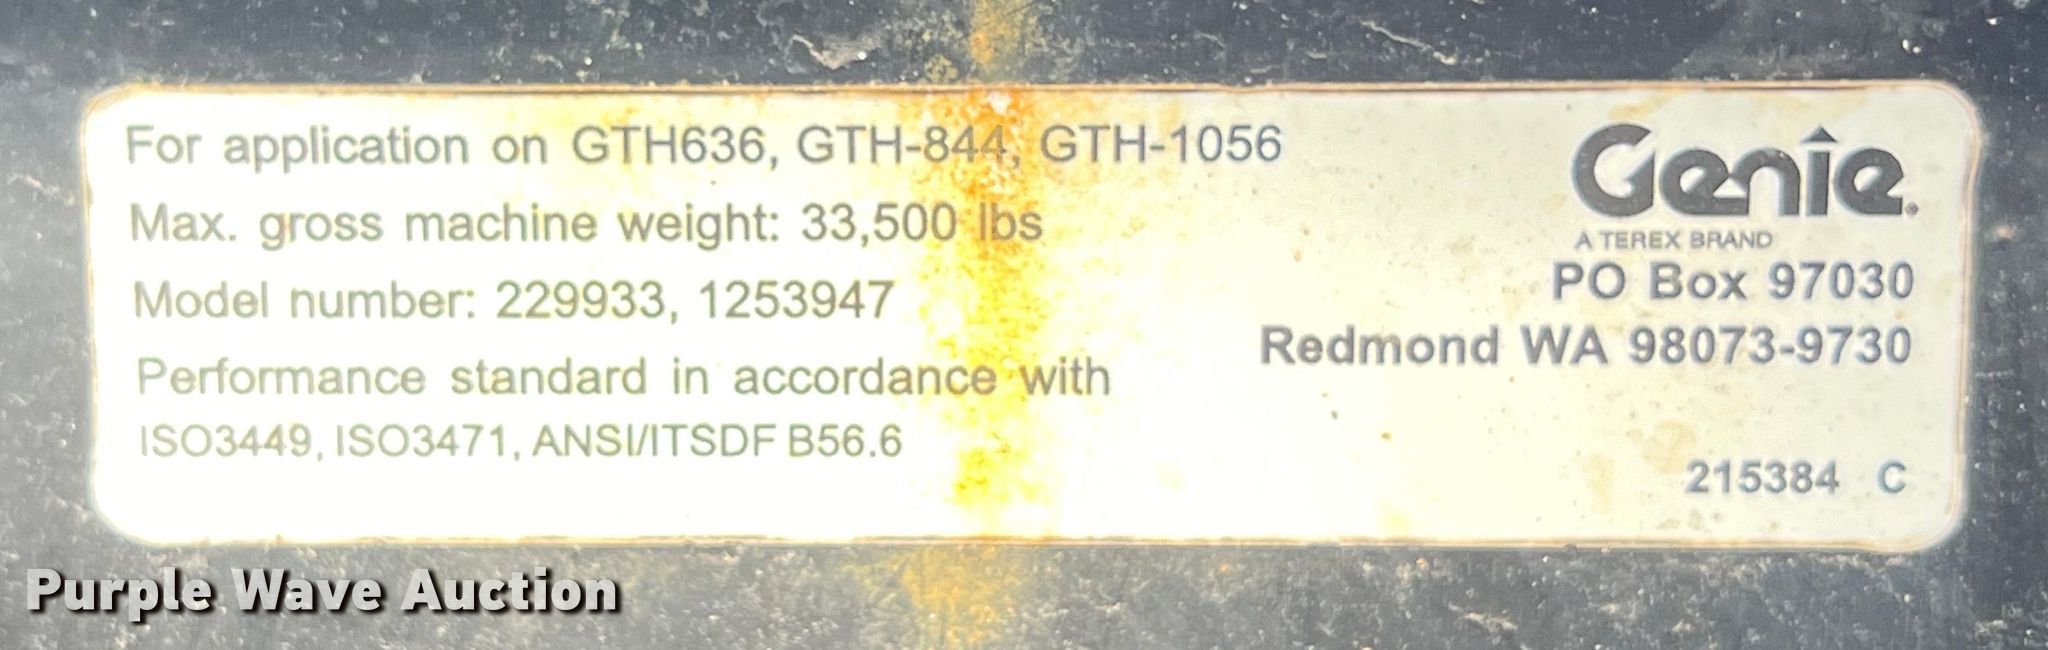 For application on GTH636, GTH-844, GTH-1056
Max. gross machine weight: 33,500 lbs
Model number: 229933, 1253947
Performance standard in accordance with
ISO3449, ISO3471, ANSI/ITSDF B56.6
Genie.
A TEREX BRAND
PO Box 97030
Redmond WA 98073-9730
215384 C
Purple Wave Auction